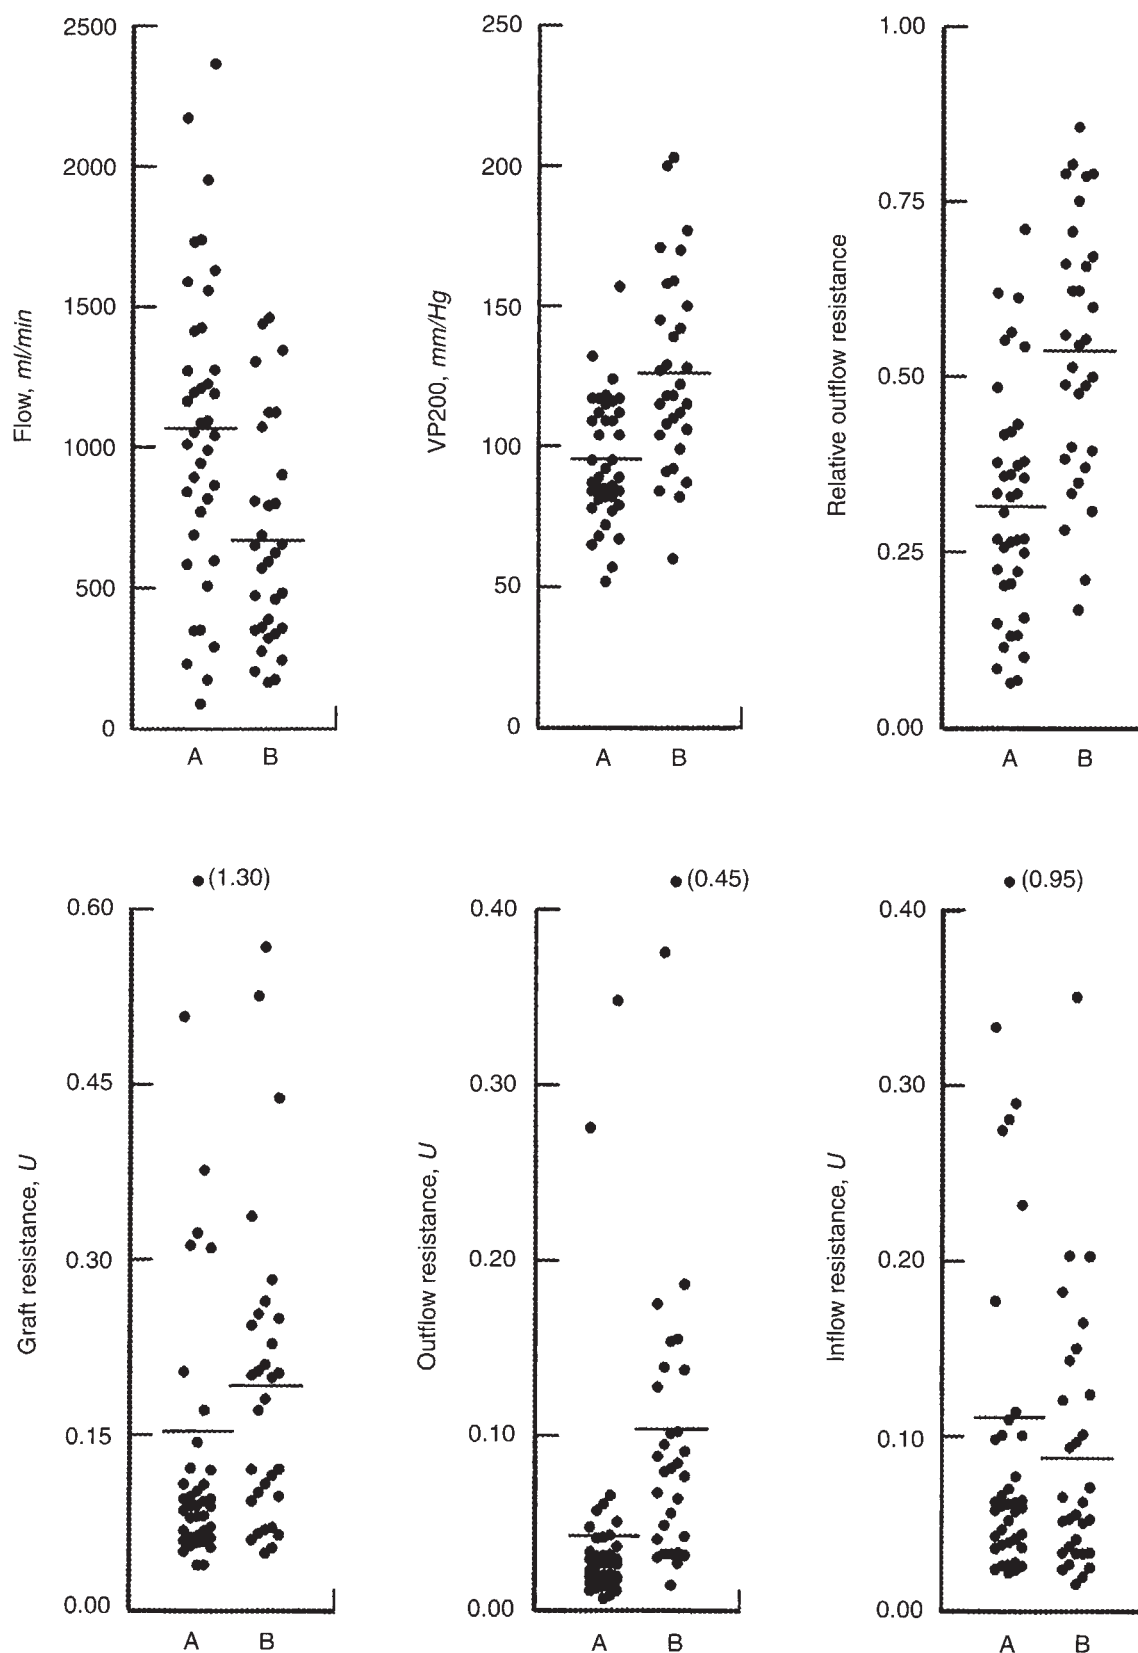 2500
2000
1500
1000
500
0
Flow, ml/min
A B
250
200
150
100
50
0
VP200, mm/Hg
A B
1.00
0.75
0.50
0.25
0.00
Relative outflow resistance
A B
(1.30)
0.60
0.45
0.30
0.15
0.00
Graft resistance, U
A B
(0.45)
0.40
0.30
0.20
0.10
0.00
Outflow resistance, U
A B
(0.95)
0.40
0.30
0.20
0.10
0.00
Inflow resistance, U
A B